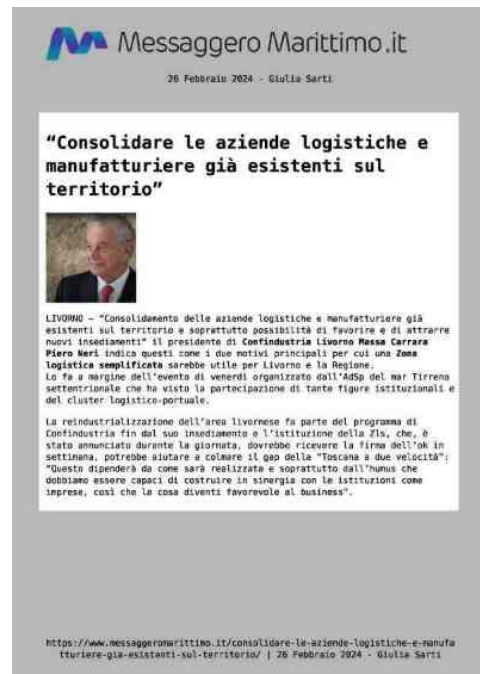 Messaggero Marittimo.it
26 Febbraio 2024 - Giulia Sarti
“Consolidare le aziende logistiche e
manufatturiere già esistenti sul
territorio”
LIVORNO – “Consolidamento delle aziende logistiche e manufatturiere già
esistenti sul territorio e soprattutto possibilità di favorire e di attrarre
nuovi insediamenti” il presidente di Confindustria Livorno Massa Carrara
Piero Neri indica questi come i due motivi principali per cui una Zona
logistica semplificata sarebbe utile per Livorno e la Regione.
Lo fa a margine dell’evento di venerdì organizzato dall’AdSp del mar Tirreno
settentrionale che ha visto la partecipazione di tante figure istituzionali e
del cluster logistico-portuale.
La reindustrializzazione dell’area livornese fa parte del programma di
Confindustria fin dal suo insediamento e l’istituzione della Zls, che, è
stato annunciato durante la giornata, dovrebbe ricevere la firma dell’ok in
settimana, potrebbe aiutare a colmare il gap delle “Toscana a due velocità”:
“Questo dipenderà da come sarà realizzata e soprattutto dall’humus che
dobbiamo essere capaci di costruire in sinergia con le istituzioni come
imprese, così che la cosa diventi favorevole al business”.
https://www.messaggeromarittimo.it/consolidare-le-aziende-logistiche-e-manufa
tturiere-gia-esistenti-sul-territorio/ | 26 Febbraio 2024 - Giulia Sarti